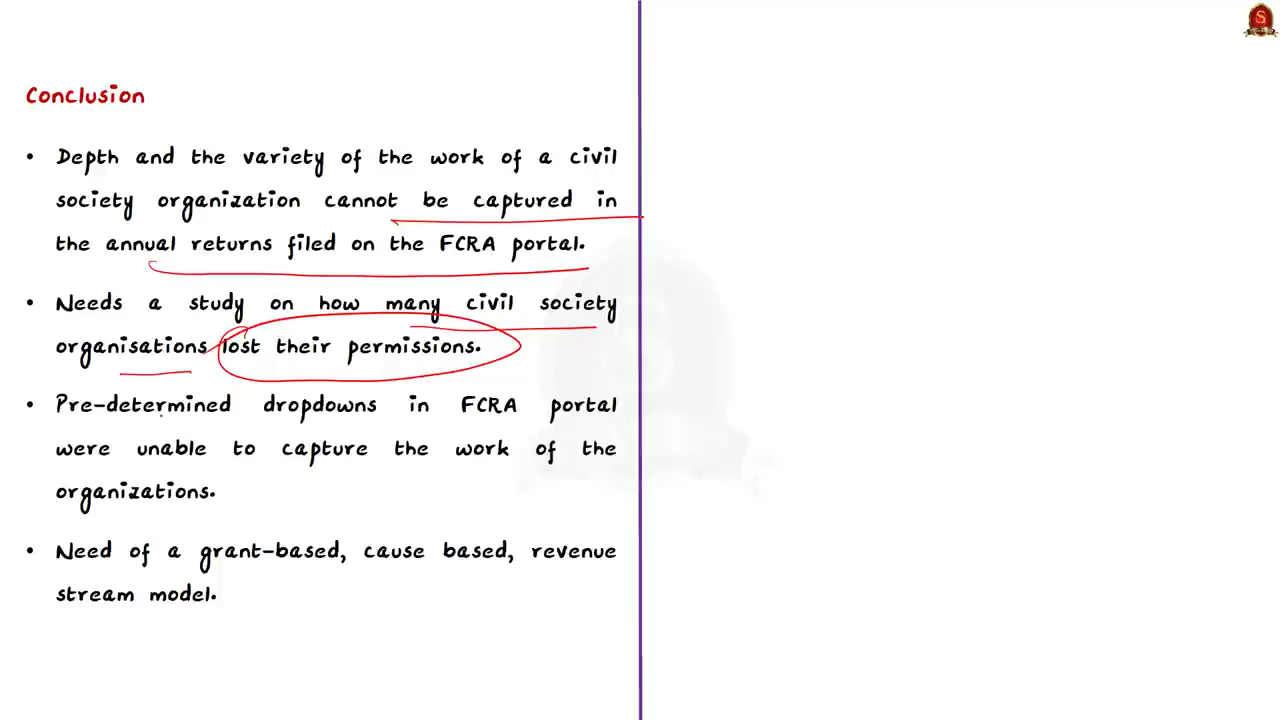 Conclusion
• Depth and the variety of the work of a civil
society organization cannot be captured in
the annual returns filed on the FCRA portal.
• Needs a study on how many civil society
organisations lost their permissions.
• Pre-determined dropdowns in FCRA portal
were unable to capture the work of the
organizations.
• Need of a grant-based, cause based, revenue
stream model.
S